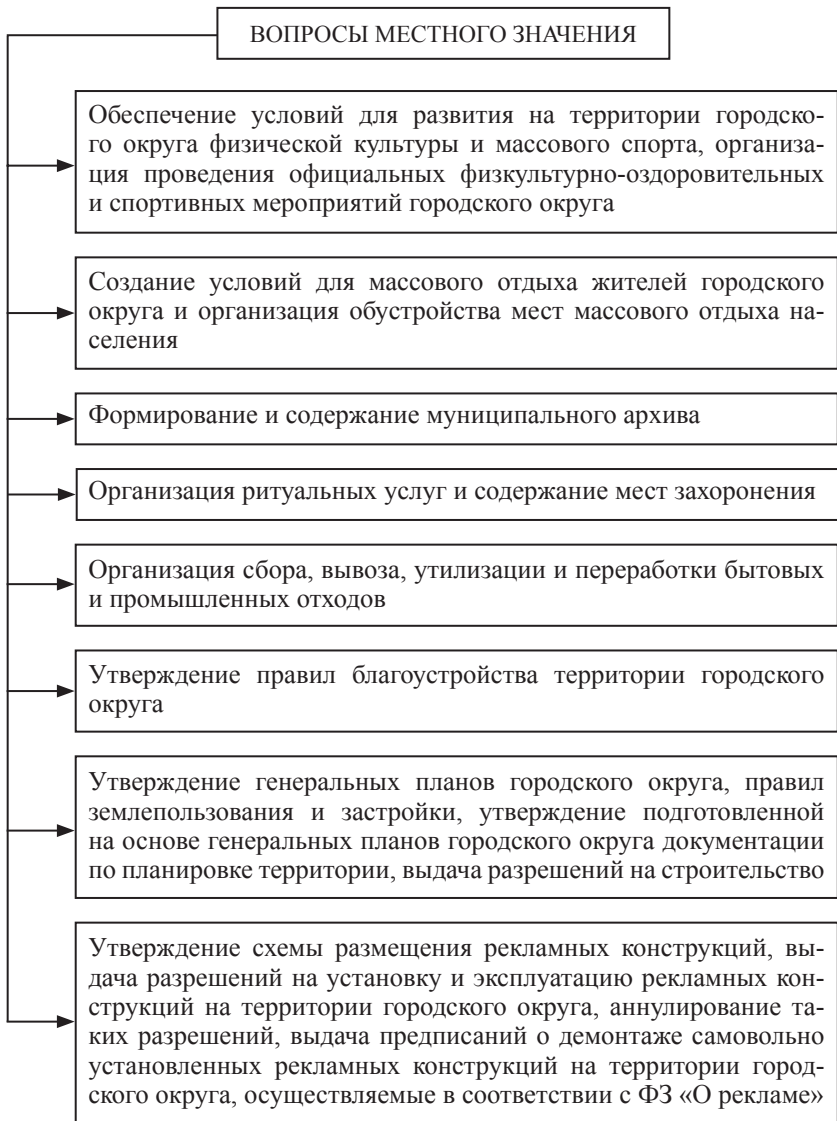 ВОПРОСЫ МЕСТНОГО ЗНАЧЕНИЯ
Обеспечение условий для развития на территории городско-
го округа физической культуры и массового спорта, организа-
ция проведения официальных физкультурно-оздоровительных
и спортивных мероприятий городского округа
Создание условий для массового отдыха жителей городского
округа и организация обустройства мест массового отдыха на-
селения
Формирование и содержание муниципального архива
Организация ритуальных услуг и содержание мест захоронения
Организация сбора, вывоза, утилизации и переработки бытовых
и промышленных отходов
Утверждение правил благоустройства территории городского
округа
Утверждение генеральных планов городского округа, правил
землепользования и застройки, утверждение подготовленной
на основе генеральных планов городского округа документации
по планировке территории, выдача разрешений на строительство
Утверждение схемы размещения рекламных конструкций, вы-
дача разрешений на установку и эксплуатацию рекламных кон-
струкций на территории городского округа, аннулирование та-
ких разрешений, выдача предписаний о демонтаже самовольно
установленных рекламных конструкций на территории город-
ского округа, осуществляемые в соответствии с ФЗ «О рекламе»